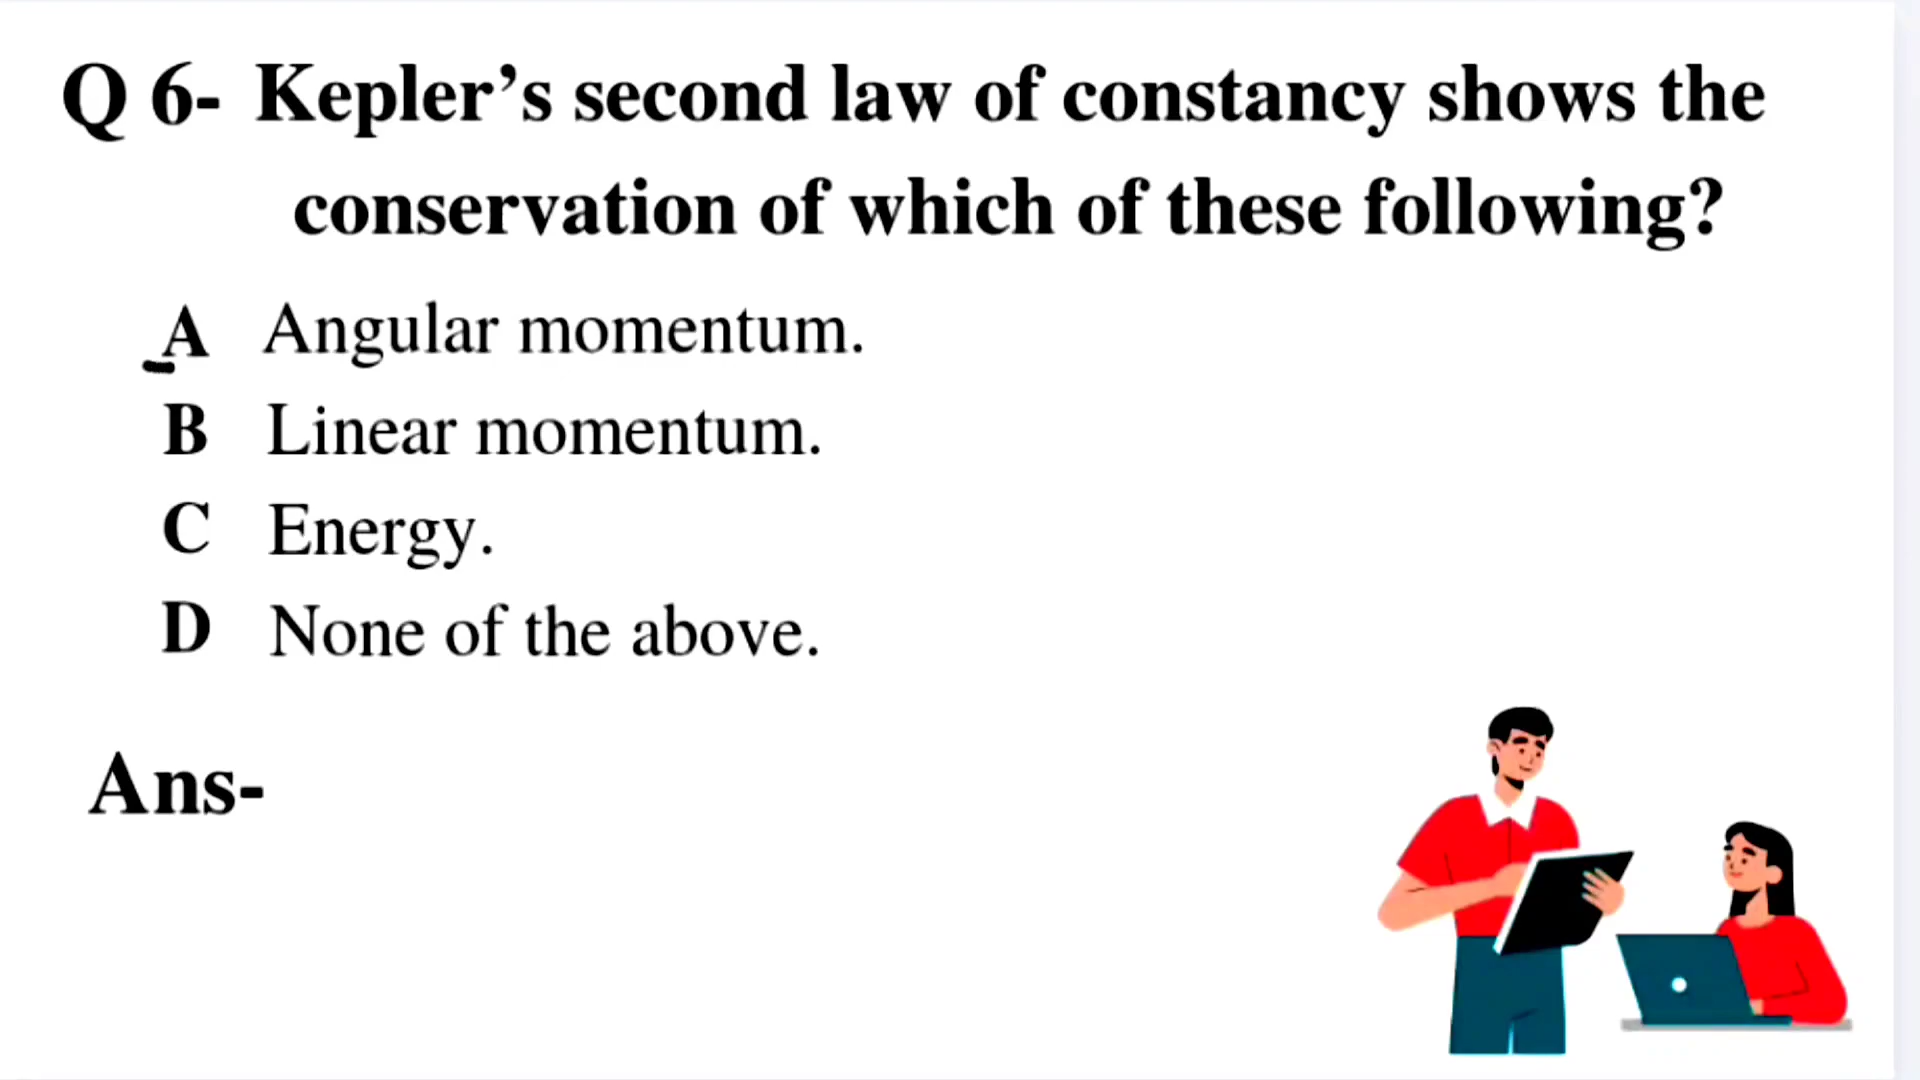 Q 6- Kepler’s second law of constancy shows the
conservation of which of these following?
A Angular momentum.
B Linear momentum.
C Energy.
D None of the above.
Ans-